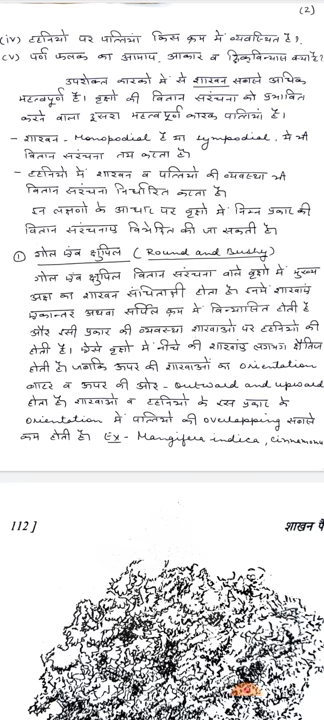 (2)
(iv) टहनियों पर पत्तियां किस क्रम में व्यवस्थित हैं?
(v) पर्ण फलक का आमाप, आकार व दिकविन्यास क्या है?
उपरोक्त कारकों में से शाखन सबसे अधिक
महत्वपूर्ण है। वृक्षों की वितान संरचना को प्रभावित
करने वाला दूसरा महत्वपूर्ण कारक पत्तियां हैं।
- शाखन - Monopodial है या sympodial, ये भी
वितान संरचना तय करता है।
- टहनियों में शाखन व पत्तियों की व्यवस्था भी
वितान संरचना निर्धारित करता है।
इन लक्षणों के आधार पर वृक्षों में निम्न प्रकार की
वितान संरचनाएं विभेदित की जा सकती हैं।
① गोल एवं क्षुपिल (Round and Bushy)
गोल एवं क्षुपिल वितान संरचना वाले वृक्षों में मुख्य
अक्ष का शाखन संधिताक्षी होता है। इनमें शाखाएं
एकान्तर अथवा सर्पिल क्रम में विन्यासित होती हैं
और इसी प्रकार की व्यवस्था शाखाओं पर टहनियों की
होती है। ऐसे वृक्षों में नीचे की शाखाएं लगभग क्षैतिज
होती हैं जबकि ऊपर की शाखाओं का orientation
बाहर व ऊपर की ओर - outward and upward
होता है। शाखाओं व टहनियों के इस प्रकार के
orientation में पत्तियों की overlapping सबसे
कम होती है। Ex - Mangifera indica, cinnamomu
112]
शाखन पै